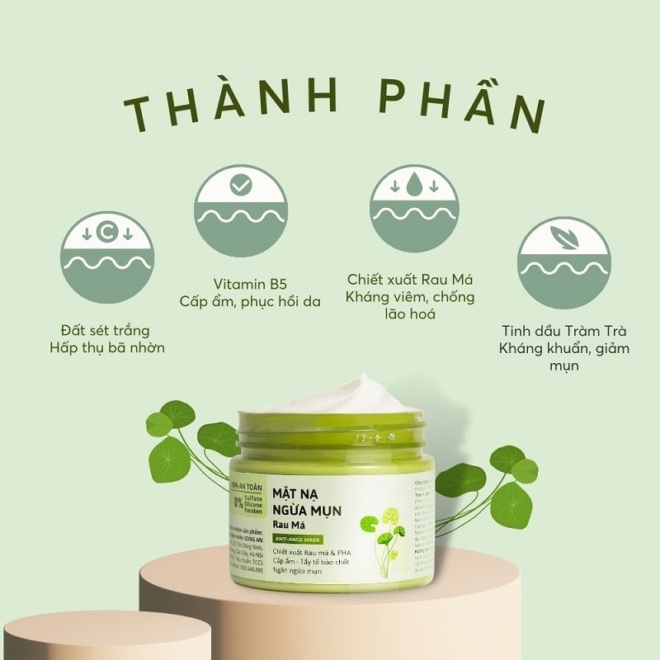 THÀNH PHẦN
C
Vitamin B5
Cấp ẩm, phục hồi da
Chiết xuất Rau Má
Kháng viêm, chống
lão hoá
Đất sét trắng
Hấp thụ bã nhờn
Tinh dầu Tràm Trà
Kháng khuẩn, giảm
mụn
AN TOÀN
0% Sulfate
Silicone
Paraben
MẶT NẠ
NGỪA MỤN
Rau Má
ANTI-ANCE MASK
Chiết xuất Rau má & PHA
Cấp ẩm - Tẩy tế bào chết
Ngăn ngừa mụn